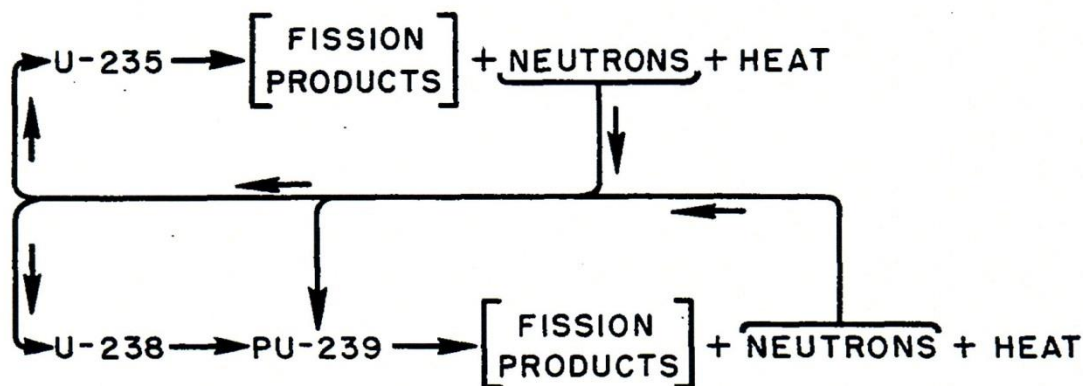 U-235 FISSION PRODUCTS + NEUTRONS + HEAT
U-238 PU-239 FISSION PRODUCTS + NEUTRONS + HEAT